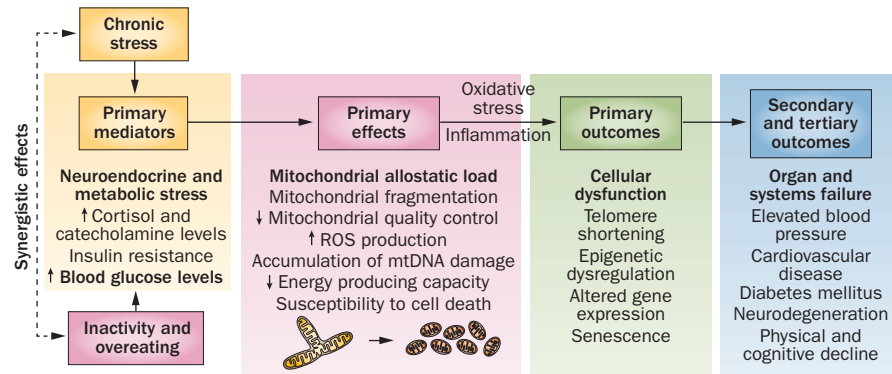 Chronic
stress
Synergistic effects
Primary
mediators
Neuroendocrine and
metabolic stress
↑ Cortisol and
catecholamine levels
Insulin resistance
↑ Blood glucose levels
Inactivity and
overeating
Primary
effects
Mitochondrial allostatic load
Mitochondrial fragmentation
↓ Mitochondrial quality control
↑ ROS production
Accumulation of mtDNA damage
↓ Energy producing capacity
Susceptibility to cell death
Oxidative
stress
Inflammation
Primary
outcomes
Cellular
dysfunction
Telomere
shortening
Epigenetic
dysregulation
Altered gene
expression
Senescence
Secondary
and tertiary
outcomes
Organ and
systems failure
Elevated blood
pressure
Cardiovascular
disease
Diabetes mellitus
Neurodegeneration
Physical and
cognitive decline